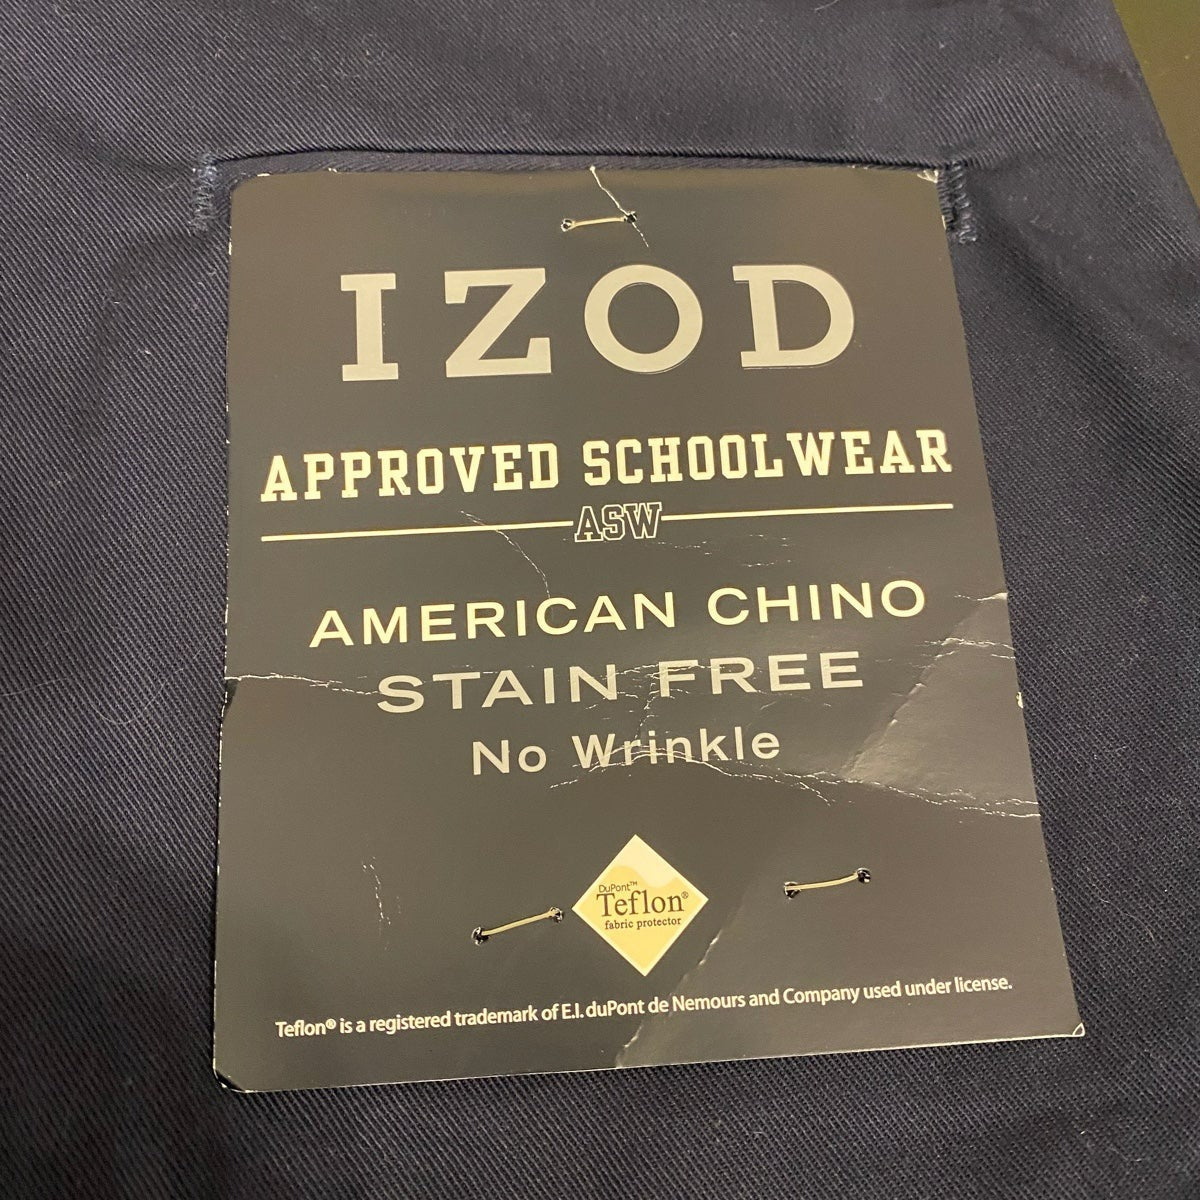 IZOD
APPROVED SCHOOLWEAR
ASW
AMERICAN CHINO
STAIN FREE
No Wrinkle
DuPont™
Teflon®
fabric protector
Teflon® is a registered trademark of E.I. duPont de Nemours and Company used under license.